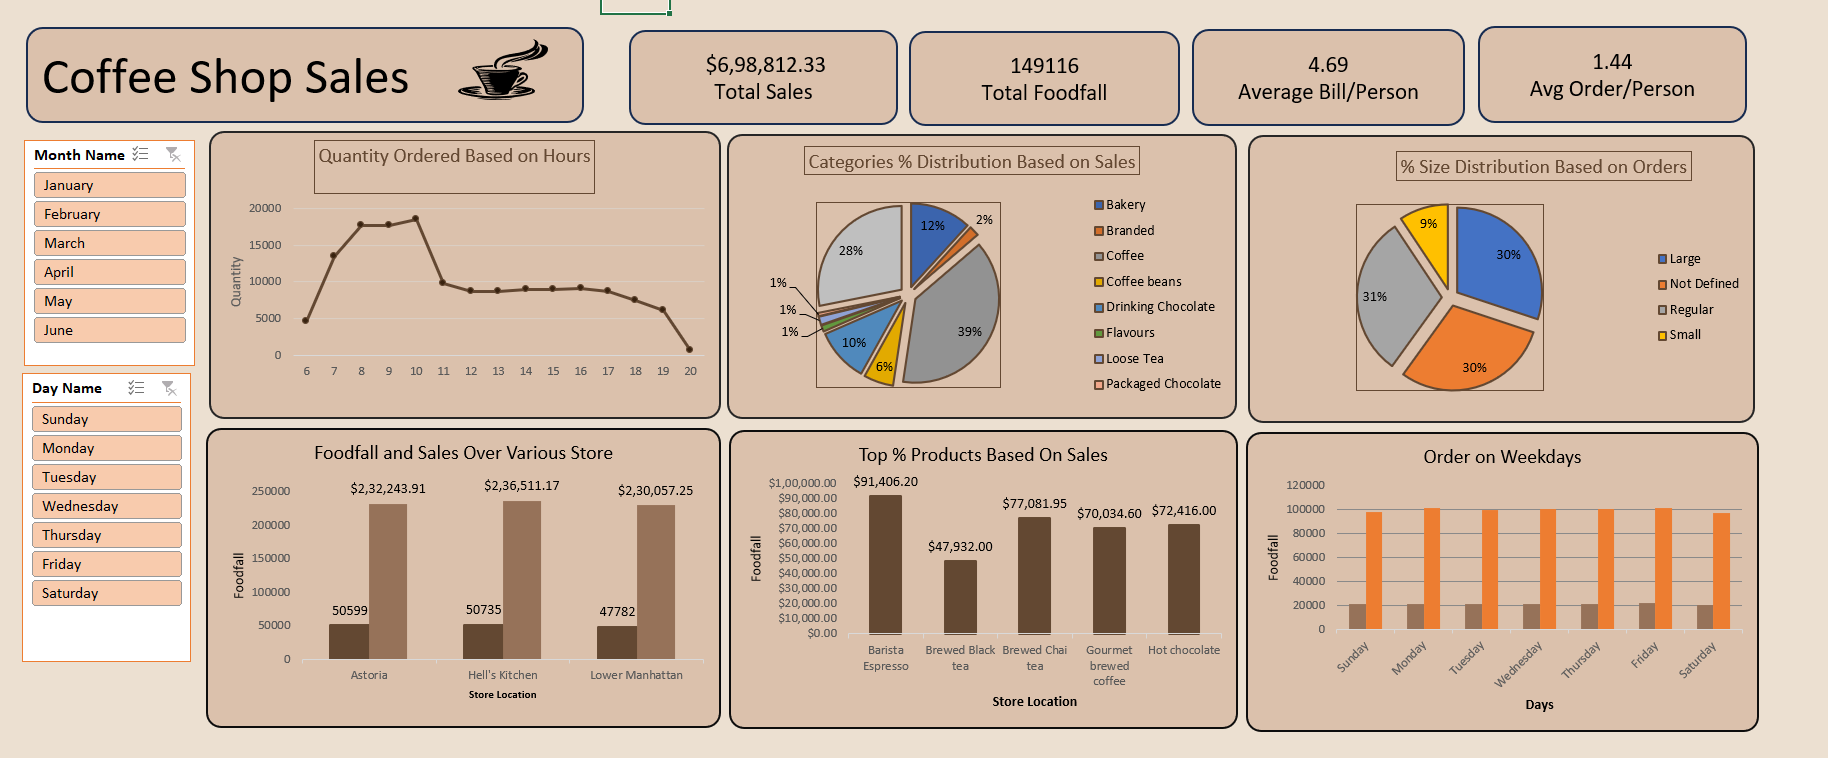 Coffee Shop Sales
$6,98,812.33
Total Sales
149116
Total Foodfall
4.69
Average Bill/Person
1.44
Avg Order/Person
Month Name
January
February
March
April
May
June
Day Name
Sunday
Monday
Tuesday
Wednesday
Thursday
Friday
Saturday
Quantity Ordered Based on Hours
Quantity
20000
15000
10000
5000
0
6 7 8 9 10 11 12 13 14 15 16 17 18 19 20
Categories % Distribution Based on Sales
12%
2%
39%
6%
10%
1%
1%
1%
28%
Bakery
Branded
Coffee
Coffee beans
Drinking Chocolate
Flavours
Loose Tea
Packaged Chocolate
% Size Distribution Based on Orders
30%
30%
31%
9%
Large
Not Defined
Regular
Small
Foodfall and Sales Over Various Store
Foodfall
250000
200000
150000
100000
50000
0
$2,32,243.91
$2,36,511.17
$2,30,057.25
50599
50735
47782
Astoria
Hell's Kitchen
Lower Manhattan
Store Location
Top % Products Based On Sales
Foodfall
$1,00,000.00
$90,000.00
$80,000.00
$70,000.00
$60,000.00
$50,000.00
$40,000.00
$30,000.00
$20,000.00
$10,000.00
$0.00
$91,406.20
$47,932.00
$77,081.95
$70,034.60
$72,416.00
Barista
Espresso
Brewed Black
tea
Brewed Chai
tea
Gourmet
brewed
coffee
Hot chocolate
Store Location
Order on Weekdays
Foodfall
120000
100000
80000
60000
40000
20000
0
Sunday
Monday
Tuesday
Wednesday
Thursday
Friday
Saturday
Days